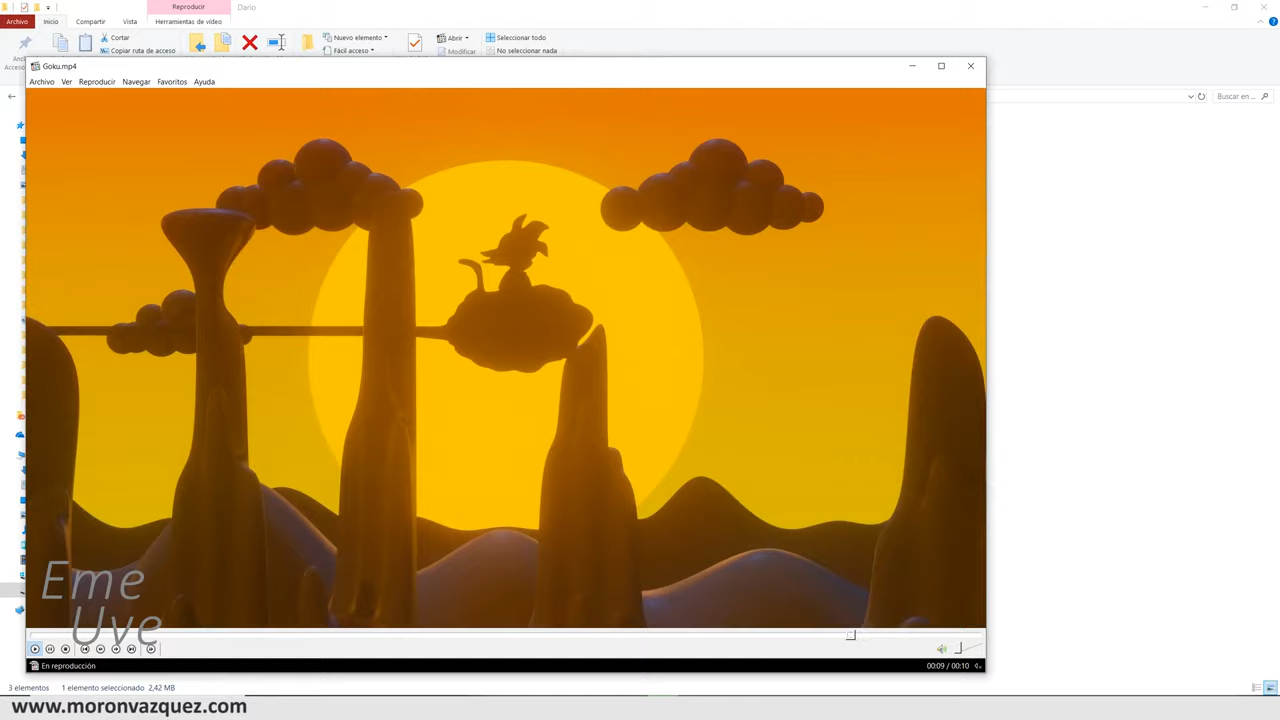 Reproducir
Darío
Archivo
Inicio
Compartir
Vista
Herramientas de vídeo
Cortar
Copiar ruta de acceso
Nuevo elemento
Fácil acceso
Abrir
Modificar
Seleccionar todo
No seleccionar nada
Goku.mp4
Archivo Ver Reproducir Navegar Favoritos Ayuda
Buscar en ...
Eme
Uve
En reproducción
00:09 / 00:10
3 elementos
1 elemento seleccionado 2,42 MB
www.moronvazquez.com